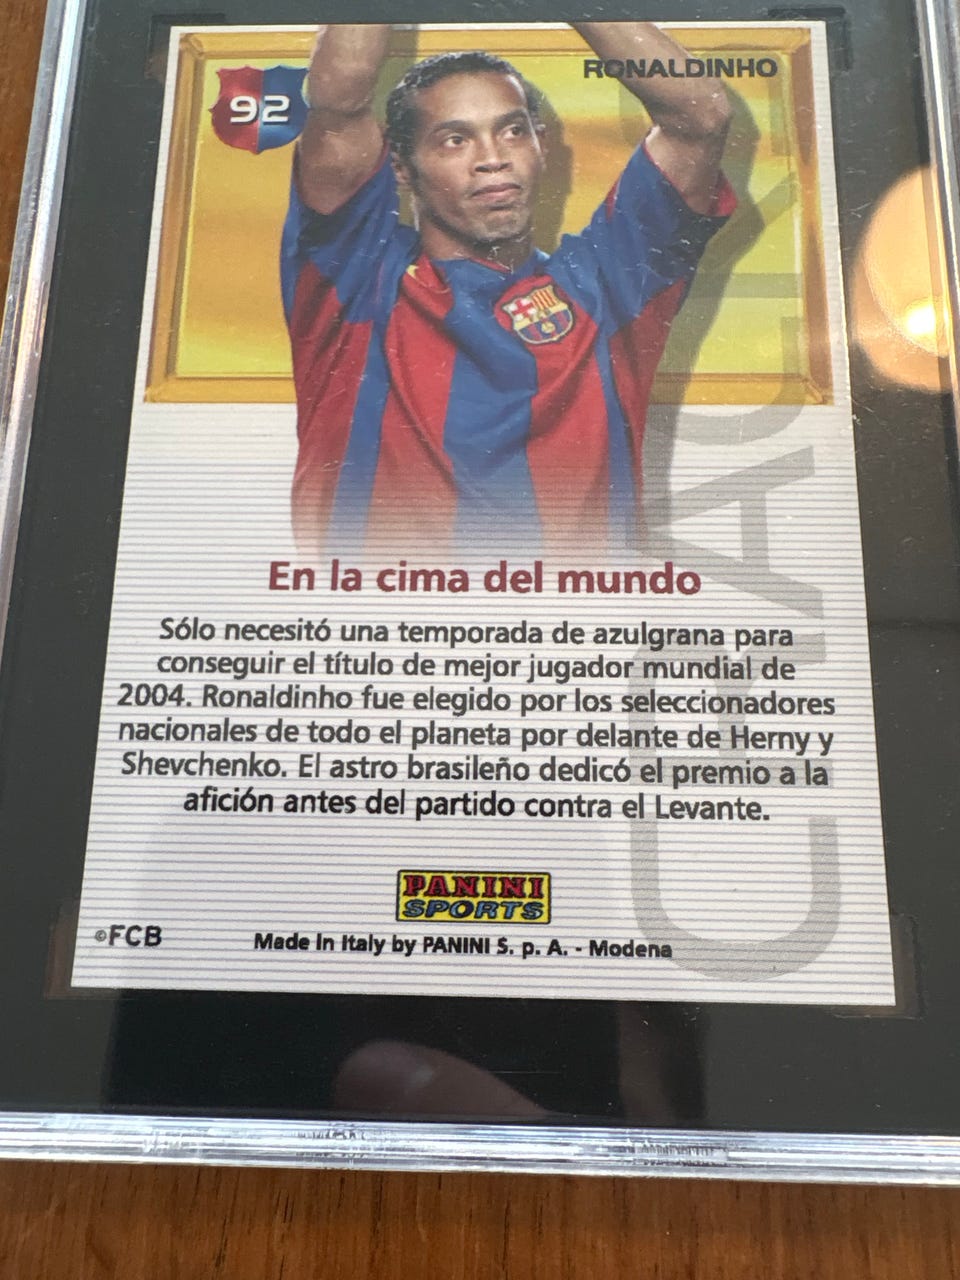 92
RONALDINHO
CRACK
En la cima del mundo
Sólo necesitó una temporada de azulgrana para
conseguir el título de mejor jugador mundial de
2004. Ronaldinho fue elegido por los seleccionadores
nacionales de todo el planeta por delante de Herny y
Shevchenko. El astro brasileño dedicó el premio a la
afición antes del partido contra el Levante.
PANINI
SPORTS
©FCB
Made in Italy by PANINI S. p. A. - Modena